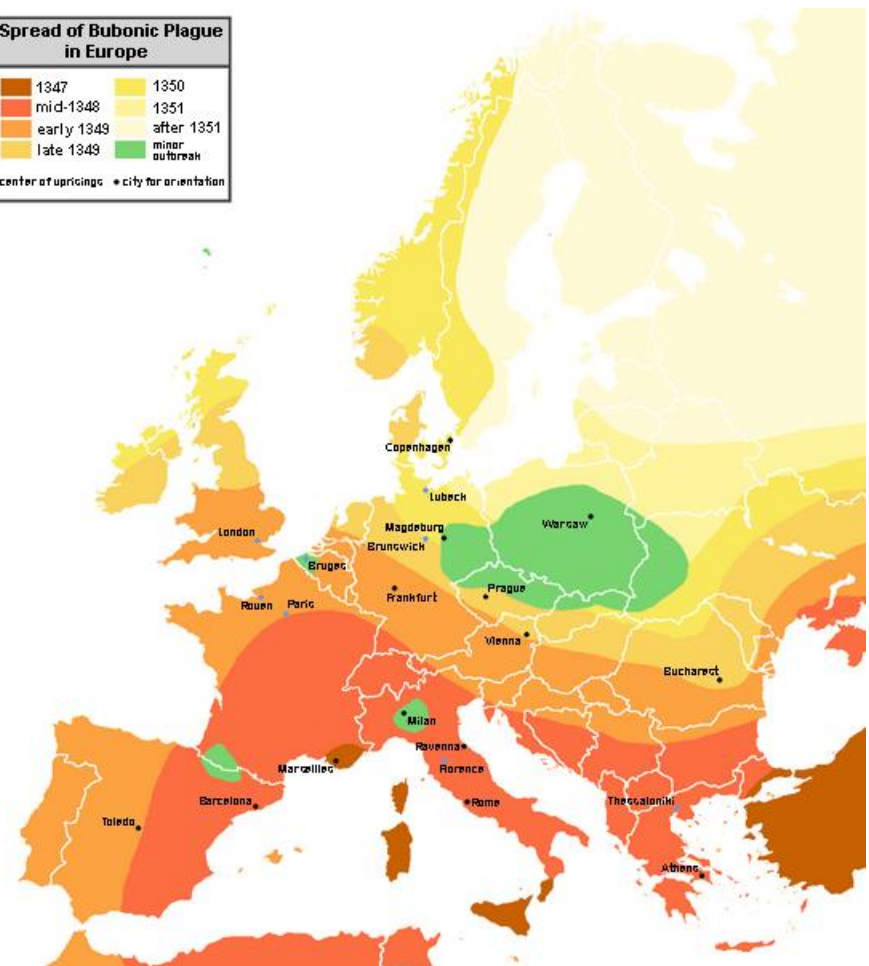 Spread of Bubonic Plague
in Europe
1347
mid-1348
early 1349
late 1349
1350
1351
after 1351
minor
outbreak
center of uprisings
city for orientation
Copenhagen
Lubeck
Magdeburg
Brunswick
Warsaw
London
Bruges
Prague
Frankfurt
Rouen
Paris
Vienna
Bucharest
Milan
Ravenna
Marseilles
Florence
Barcelona
Rome
Thessaloniki
Toledo
Athens